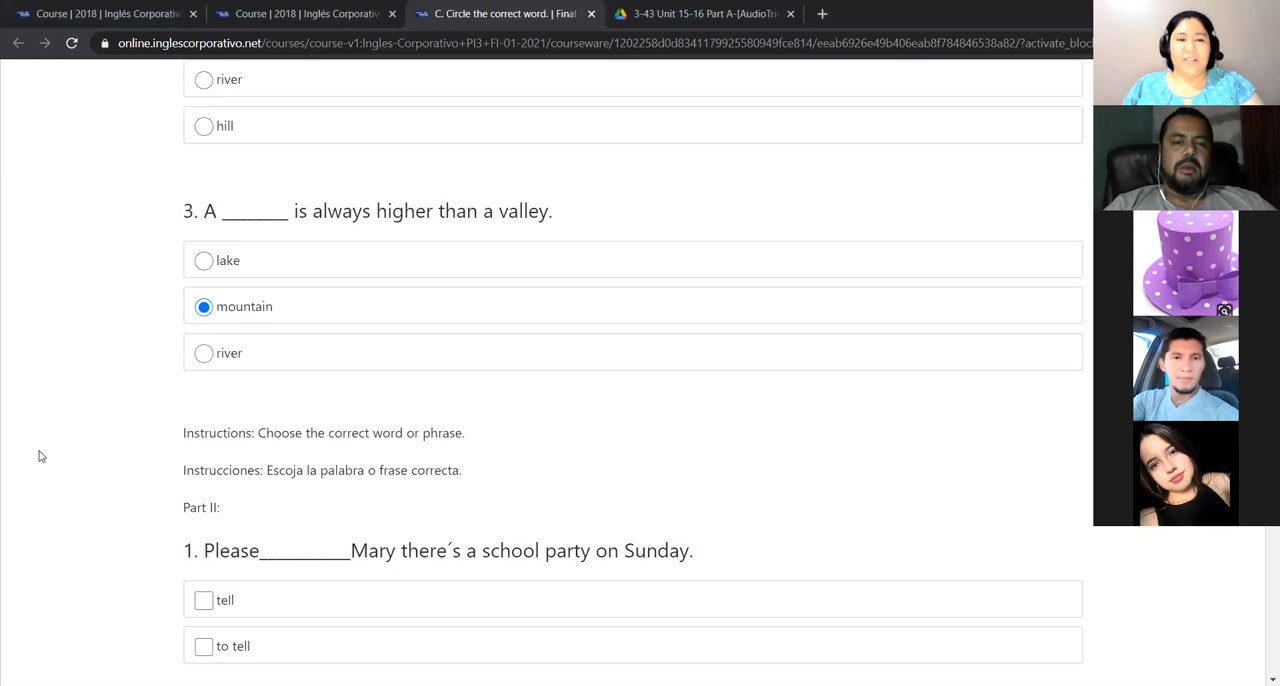 Course | 2018 | Inglés Corporativ
Course | 2018 | Inglés Corporativ
C. Circle the correct word. | Final
3-43 Unit 15-16 Part A-[AudioTri
online.inglescorporativo.net/courses/course-v1:Ingles-Corporativo+PI3+FI-01-2021/courseware/1202258d0d8341179925580949fce814/eeab6926e49b406eab8f784846538a82/?activate_bloc
river
hill
3. A _______ is always higher than a valley.
lake
mountain
river
Instructions: Choose the correct word or phrase.
Instrucciones: Escoja la palabra o frase correcta.
Part II:
1. Please__________Mary there´s a school party on Sunday.
tell
to tell